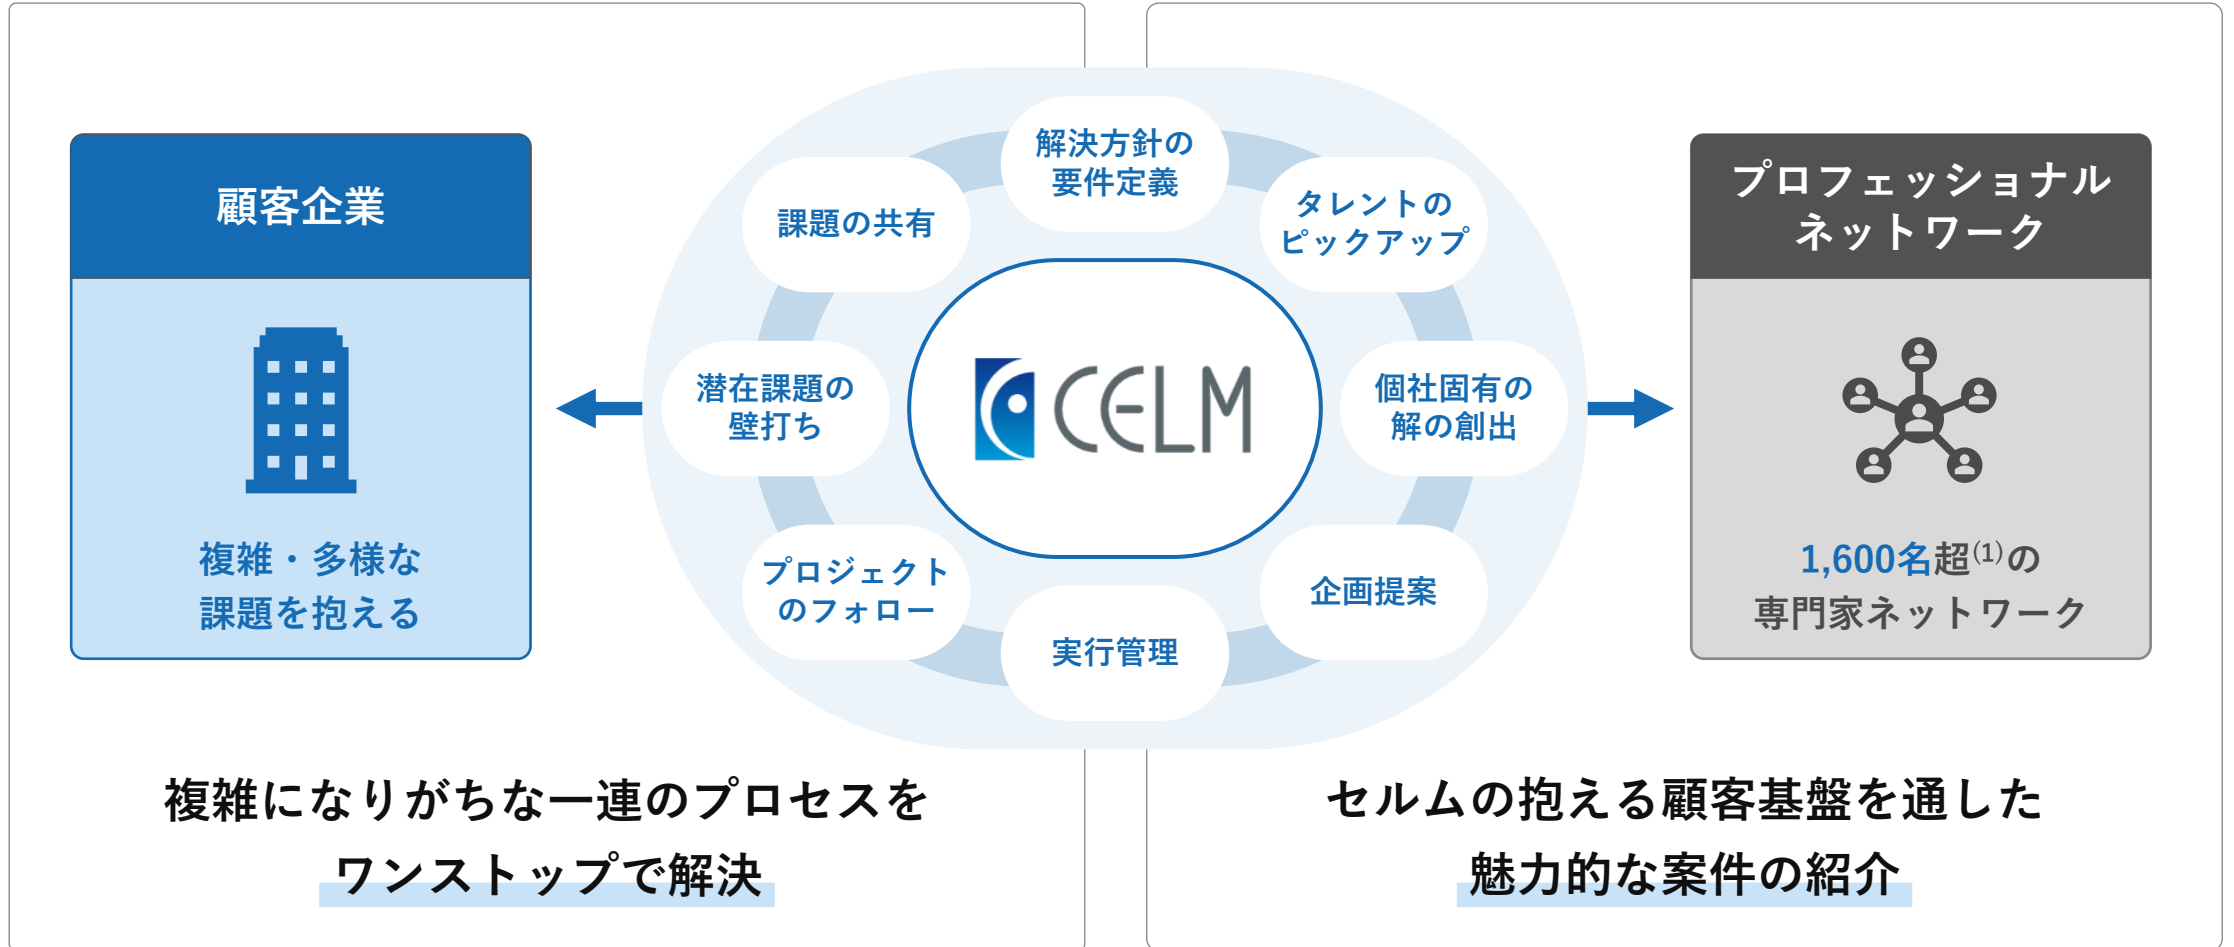 顧客企業
複雑・多様な
課題を抱える
解決方針の
要件定義
課題の共有
タレントの
ピックアップ
潜在課題の
壁打ち
CELM
個社固有の
解の創出
プロジェクト
のフォロー
企画提案
実行管理
プロフェッショナル
ネットワーク
1,600名超(1)の
専門家ネットワーク
複雑になりがちな一連のプロセスを
ワンストップで解決
セルムの抱える顧客基盤を通した
魅力的な案件の紹介